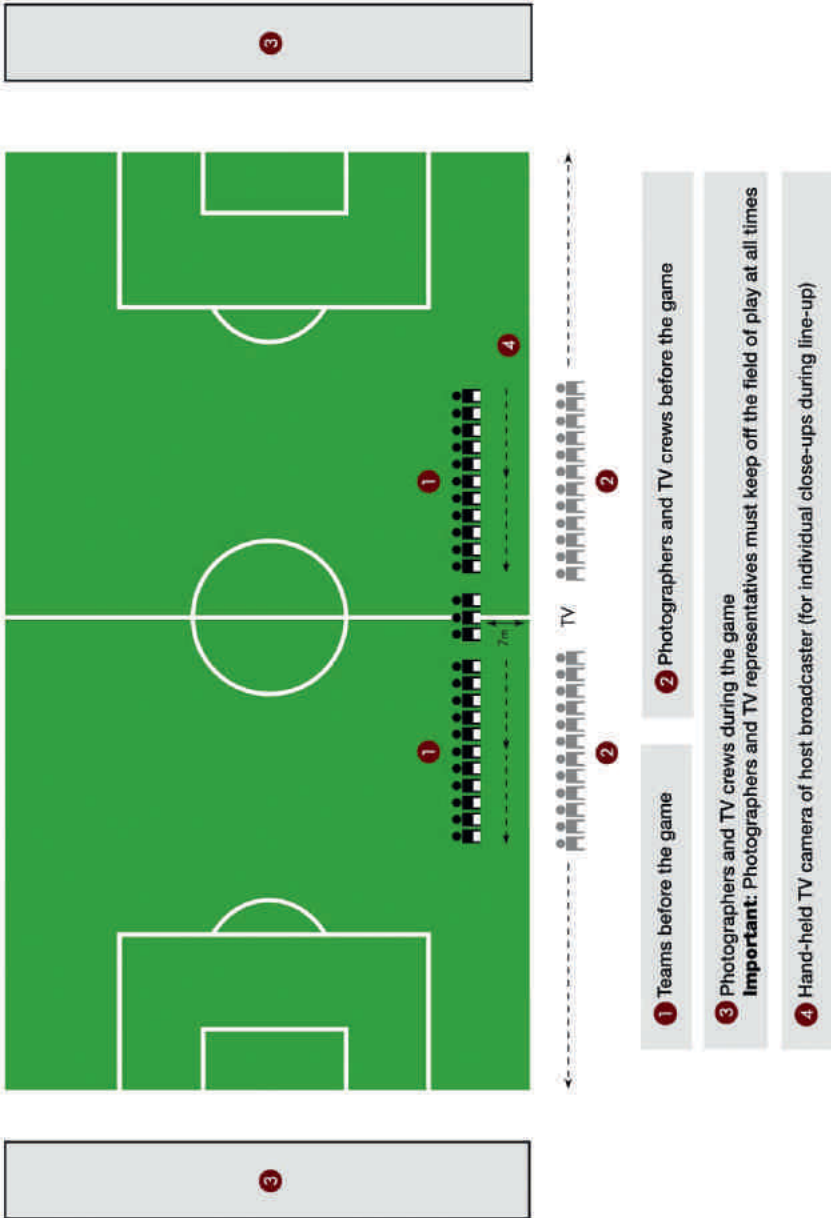 3 3
1 1
7m 4
TV
2 2
1 Teams before the game
2 Photographers and TV crews before the game
3 Photographers and TV crews during the game
Important: Photographers and TV representatives must keep off the field of play at all times
4 Hand-held TV camera of host broadcaster (for individual close-ups during line-up)